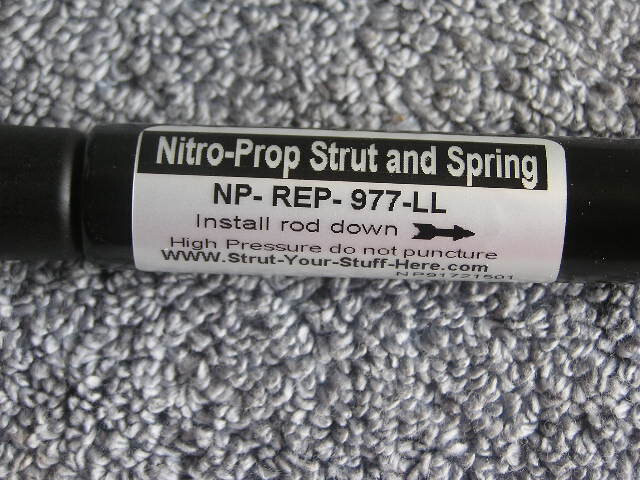 Nitro-Prop Strut and Spring
NP- REP- 977-LL
Install rod down
High Pressure do not puncture
WWW.Strut-Your-Stuff-Here.com
NP91721501